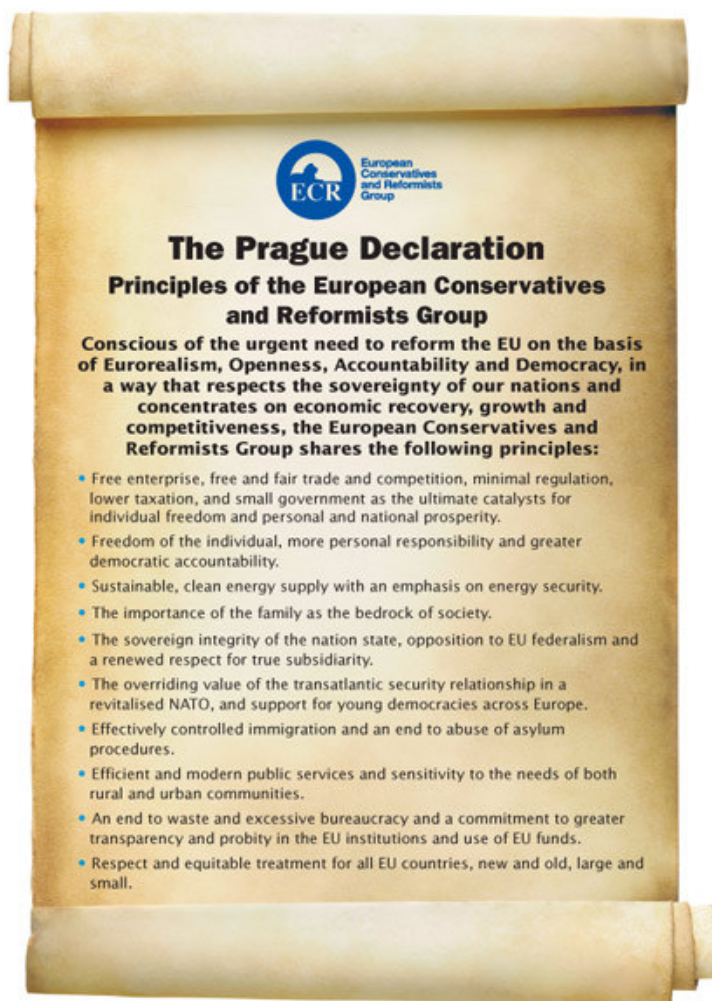 ECR
European
Conservatives
and Reformists
Group
The Prague Declaration
Principles of the European Conservatives
and Reformists Group
Conscious of the urgent need to reform the EU on the basis
of Eurorealism, Openness, Accountability and Democracy, in
a way that respects the sovereignty of our nations and
concentrates on economic recovery, growth and
competitiveness, the European Conservatives and
Reformists Group shares the following principles:
• Free enterprise, free and fair trade and competition, minimal regulation,
lower taxation, and small government as the ultimate catalysts for
individual freedom and personal and national prosperity.
• Freedom of the individual, more personal responsibility and greater
democratic accountability.
• Sustainable, clean energy supply with an emphasis on energy security.
• The importance of the family as the bedrock of society.
• The sovereign integrity of the nation state, opposition to EU federalism and
a renewed respect for true subsidiarity.
• The overriding value of the transatlantic security relationship in a
revitalised NATO, and support for young democracies across Europe.
• Effectively controlled immigration and an end to abuse of asylum
procedures.
• Efficient and modern public services and sensitivity to the needs of both
rural and urban communities.
• An end to waste and excessive bureaucracy and a commitment to greater
transparency and probity in the EU institutions and use of EU funds.
• Respect and equitable treatment for all EU countries, new and old, large and
small.